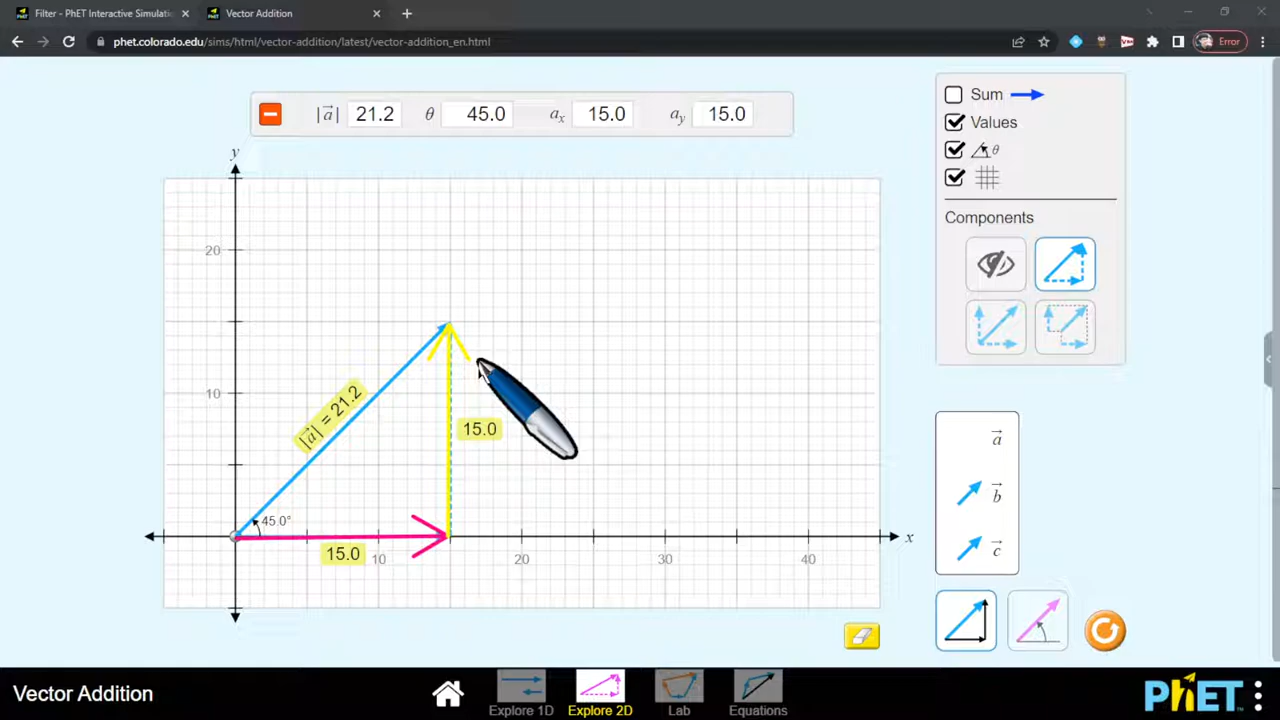 Filter - PhET Interactive Simulatio
Vector Addition
phet.colorado.edu/sims/html/vector-addition/latest/vector-addition_en.html
Error
|a⃗| 21.2 θ 45.0 aₓ 15.0 a_y 15.0
Sum
Values
θ
Components
y
20
10
|a⃗| = 21.2
15.0
45.0°
15.0
10 20 30 40
x
a⃗
b⃗
c⃗
Vector Addition
Explore 1D
Explore 2D
Lab
Equations
PhET